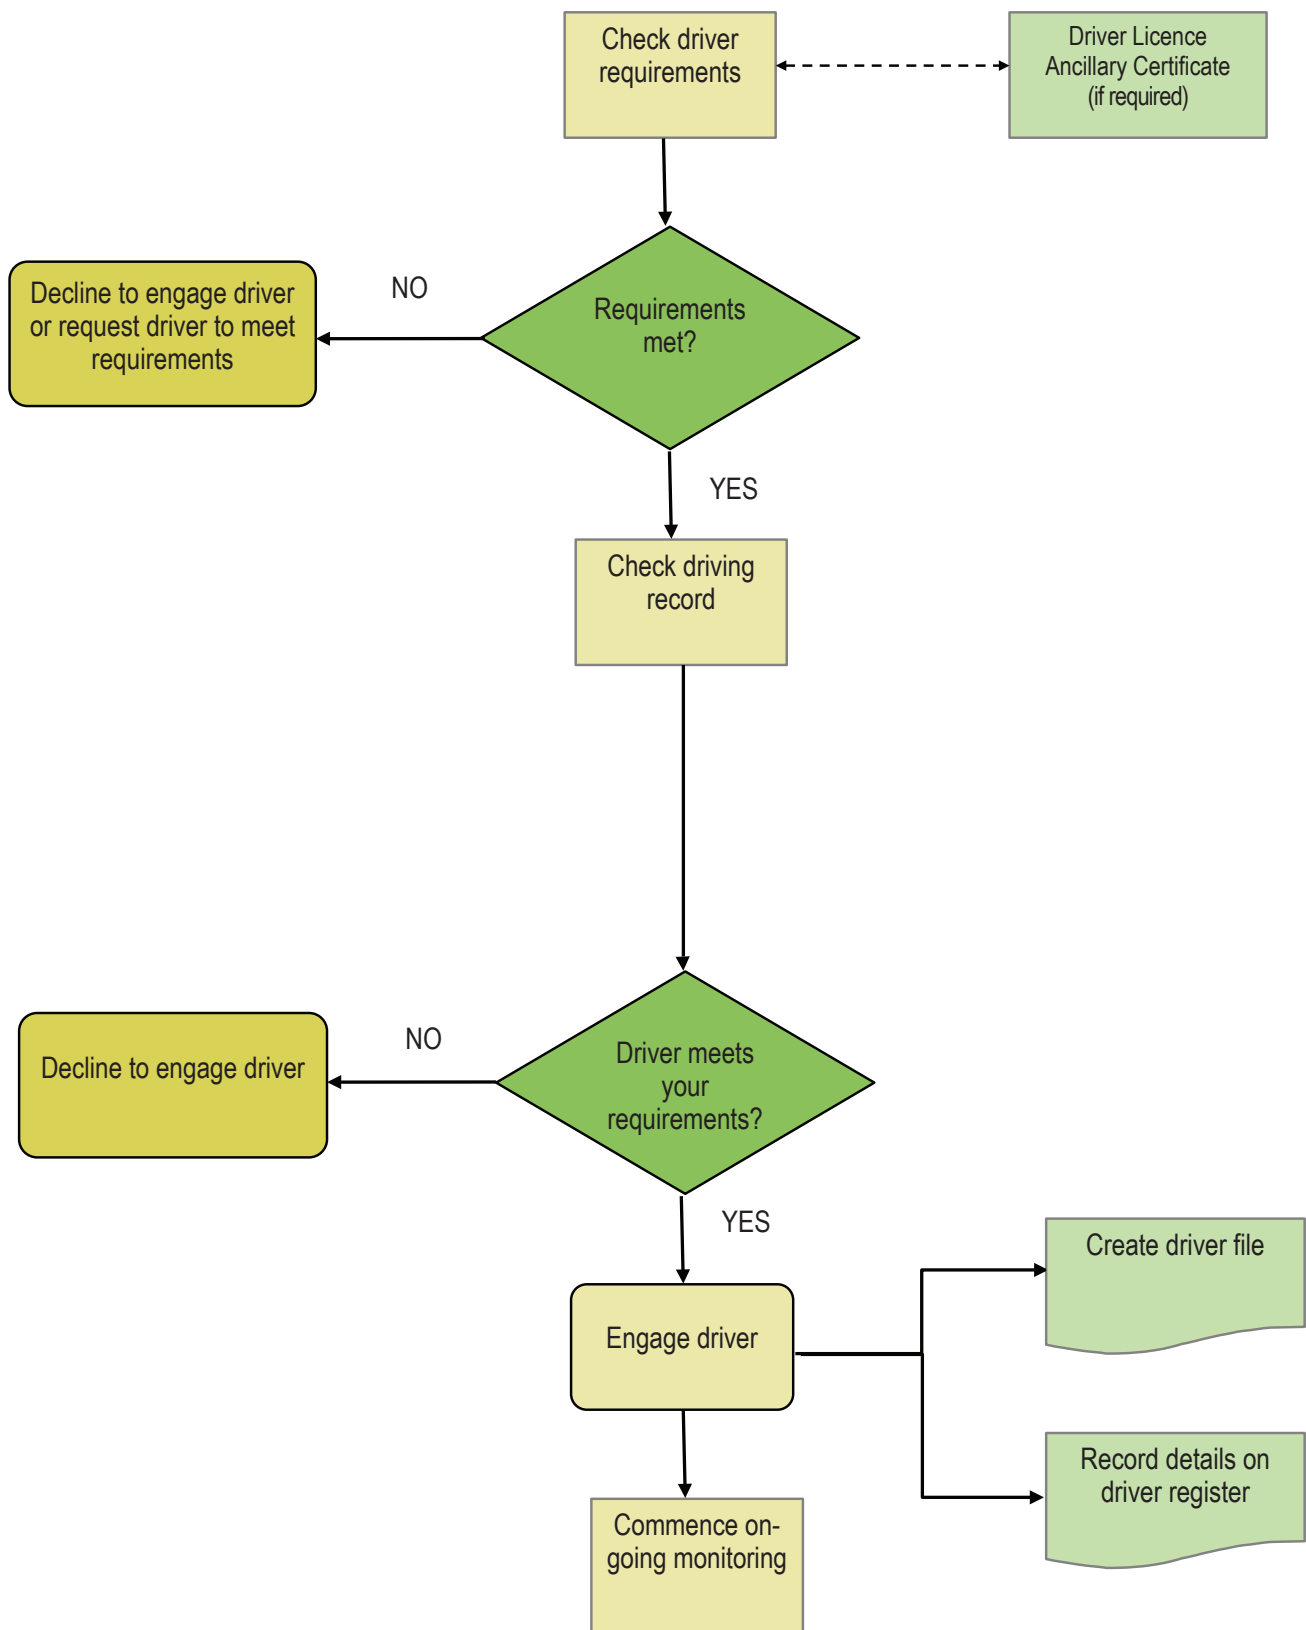 Check driver
requirements
Driver Licence
Ancillary Certificate
(if required)
Decline to engage driver
or request driver to meet
requirements
NO
Requirements
met?
YES
Check driving
record
Decline to engage driver
NO
Driver meets
your
requirements?
YES
Create driver file
Engage driver
Record details on
driver register
Commence on-
going monitoring